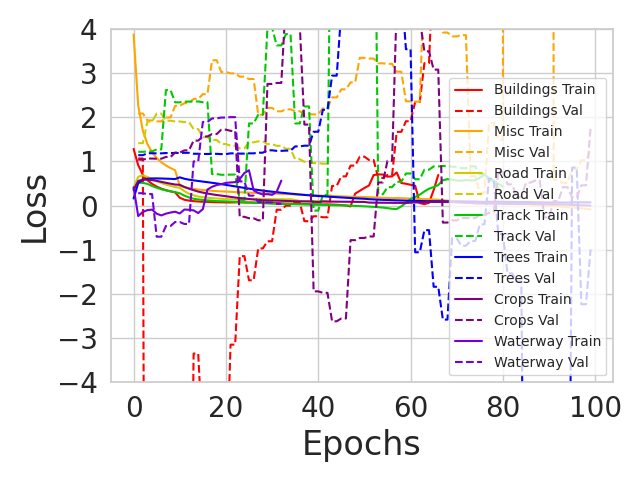 4
3
2
1
0
−1
−2
−3
−4
Loss
0
20
40
60
80
100
Epochs
Buildings Train
Buildings Val
Misc Train
Misc Val
Road Train
Road Val
Track Train
Track Val
Trees Train
Trees Val
Crops Train
Crops Val
Waterway Train
Waterway Val